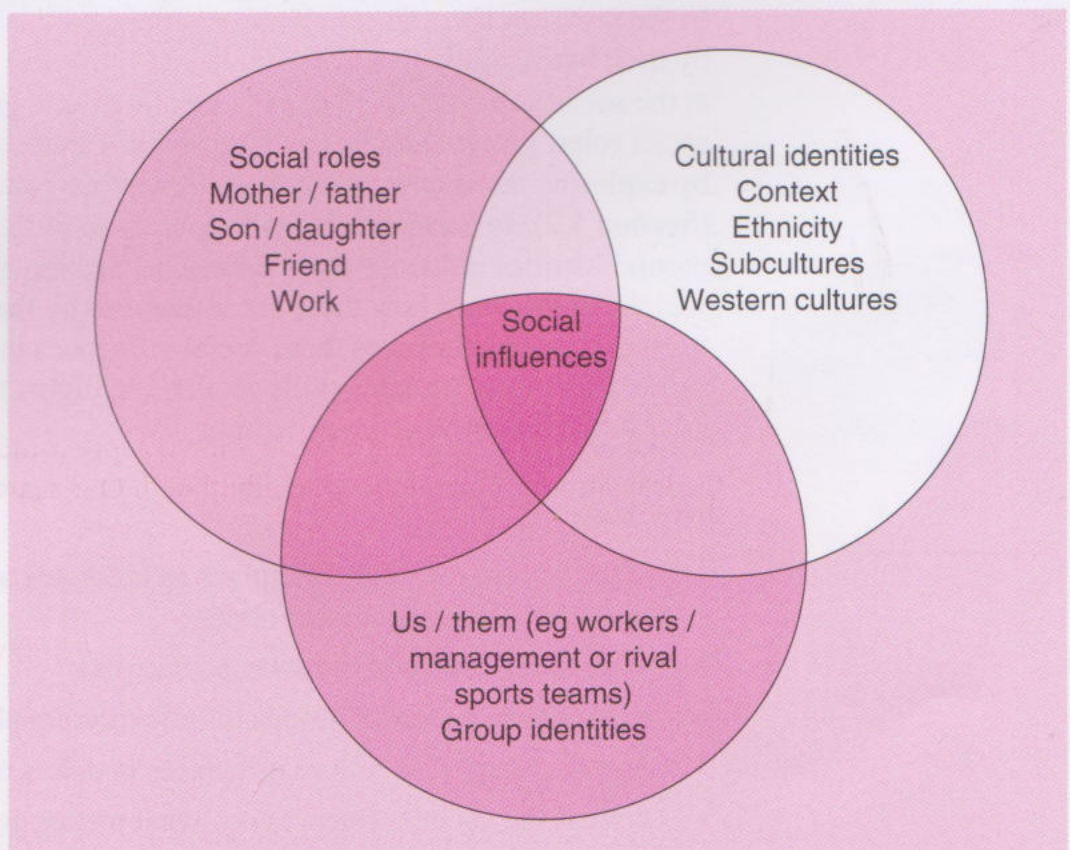 Social roles
Mother / father
Son / daughter
Friend
Work
Cultural identities
Context
Ethnicity
Subcultures
Western cultures
Social
influences
Us / them (eg workers /
management or rival
sports teams)
Group identities